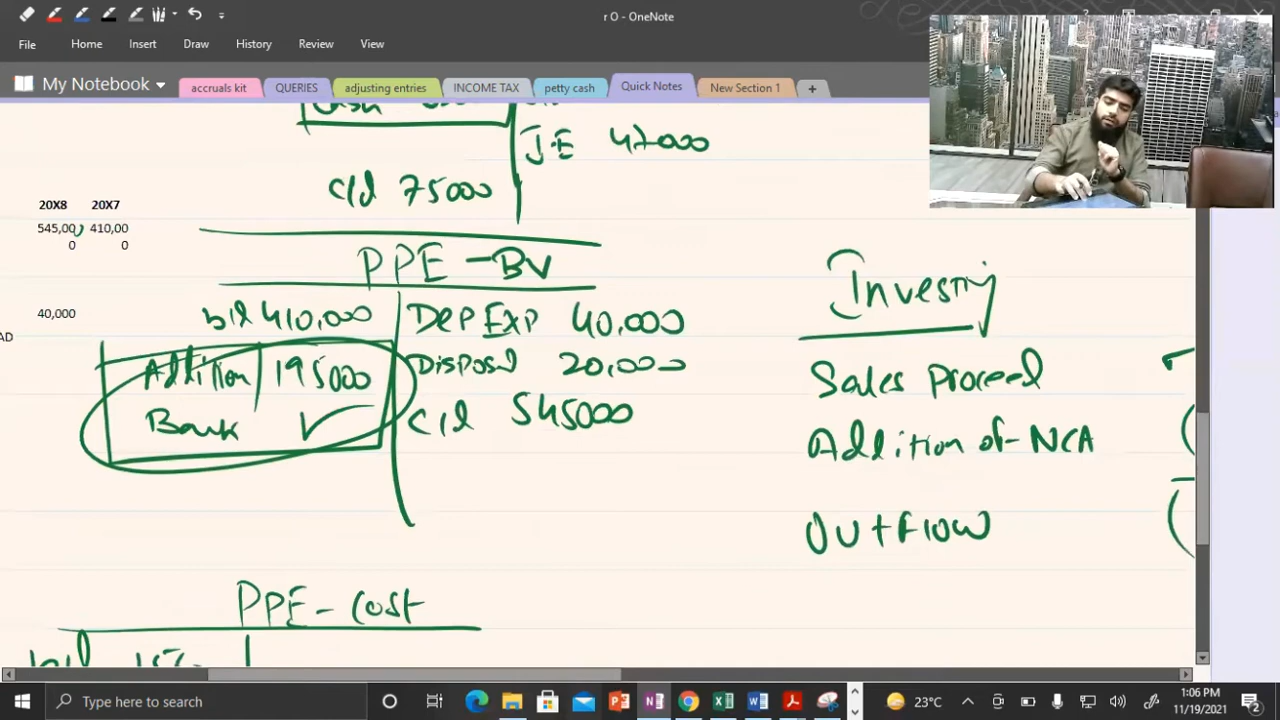 r O - OneNote
File Home Insert Draw History Review View
My Notebook accruals kit QUERIES adjusting entries INCOMETAX petty cash Quick Notes New Section 1
J.E 47000
c/d 75000
20X8 20X7
545,00 410,00
0 0
40,000
AD
PPE - BV
b/d 410,000 Dep Exp 40,000
Addition 195000 Disposal 20,000
Bank c/d 545000
Investing
Sales Proceed
Addition of NCA
Outflow
PPE - Cost
b/d
Type here to search
23°C
1:06 PM
11/19/2021
2